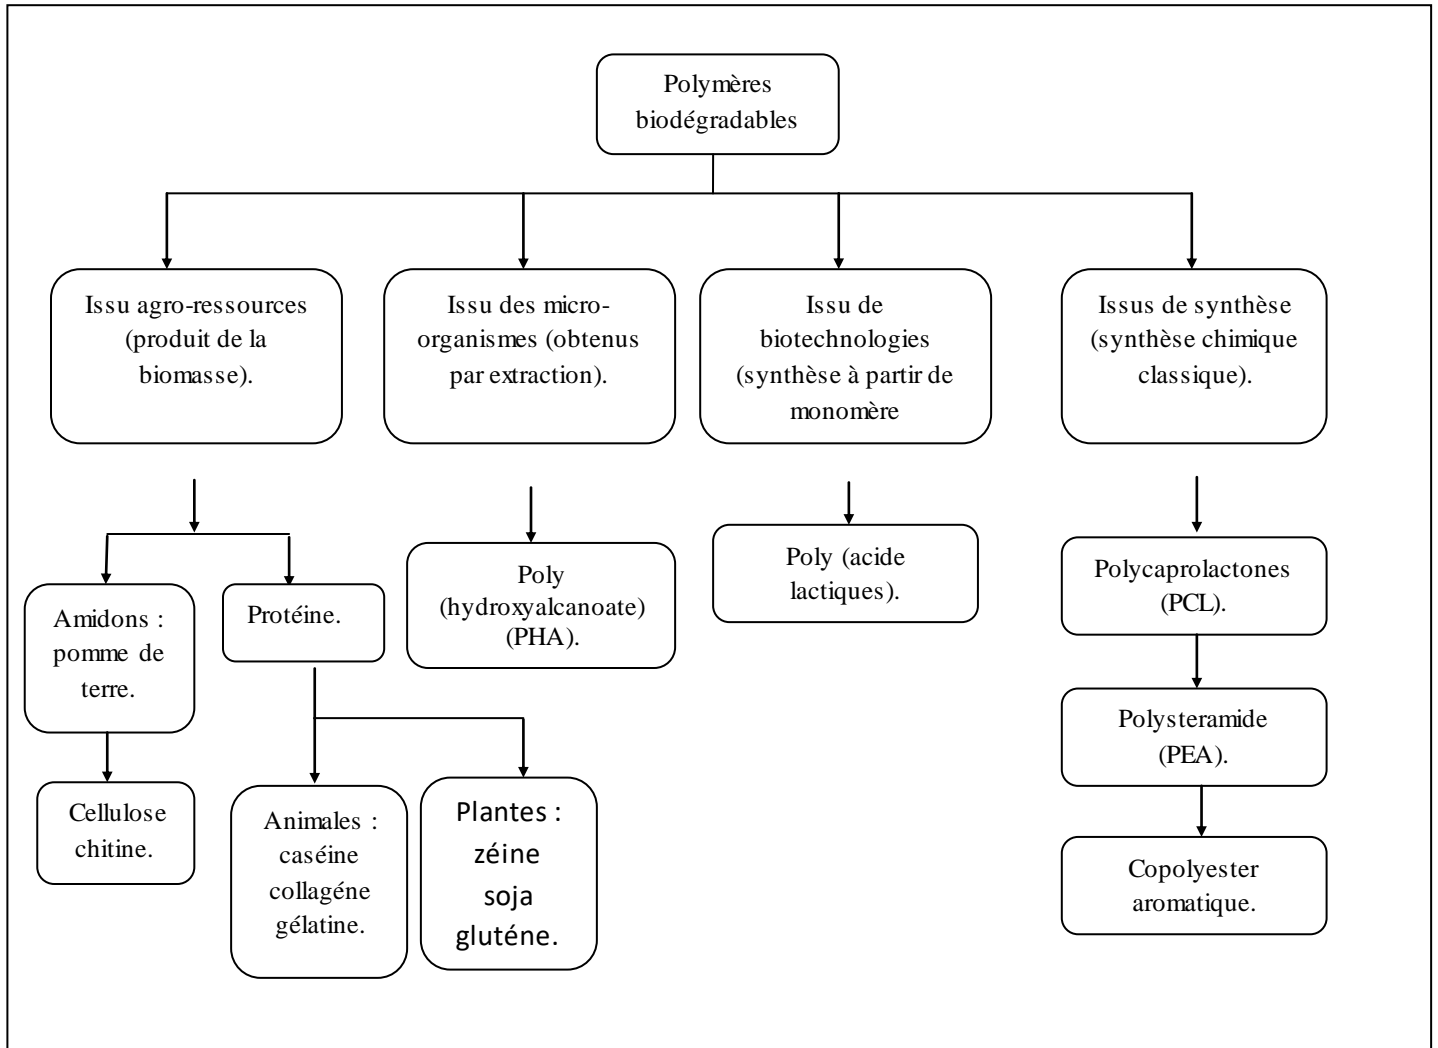 Polymères
biodégradables
Issu agro-ressources
(produit de la
biomasse).
Issu des micro-
organismes (obtenus
par extraction).
Issu de
biotechnologies
(synthèse à partir de
monomère
Issus de synthèse
(synthèse chimique
classique).
Amidons :
pomme de
terre.
Protéine.
Poly
(hydroxyalcanoate)
(PHA).
Poly (acide
lactiques).
Polycaprolactones
(PCL).
Polysteramide
(PEA).
Cellulose
chitine.
Animales :
caséine
collagéne
gélatine.
Plantes :
zéine
soja
gluténe.
Copolyester
aromatique.